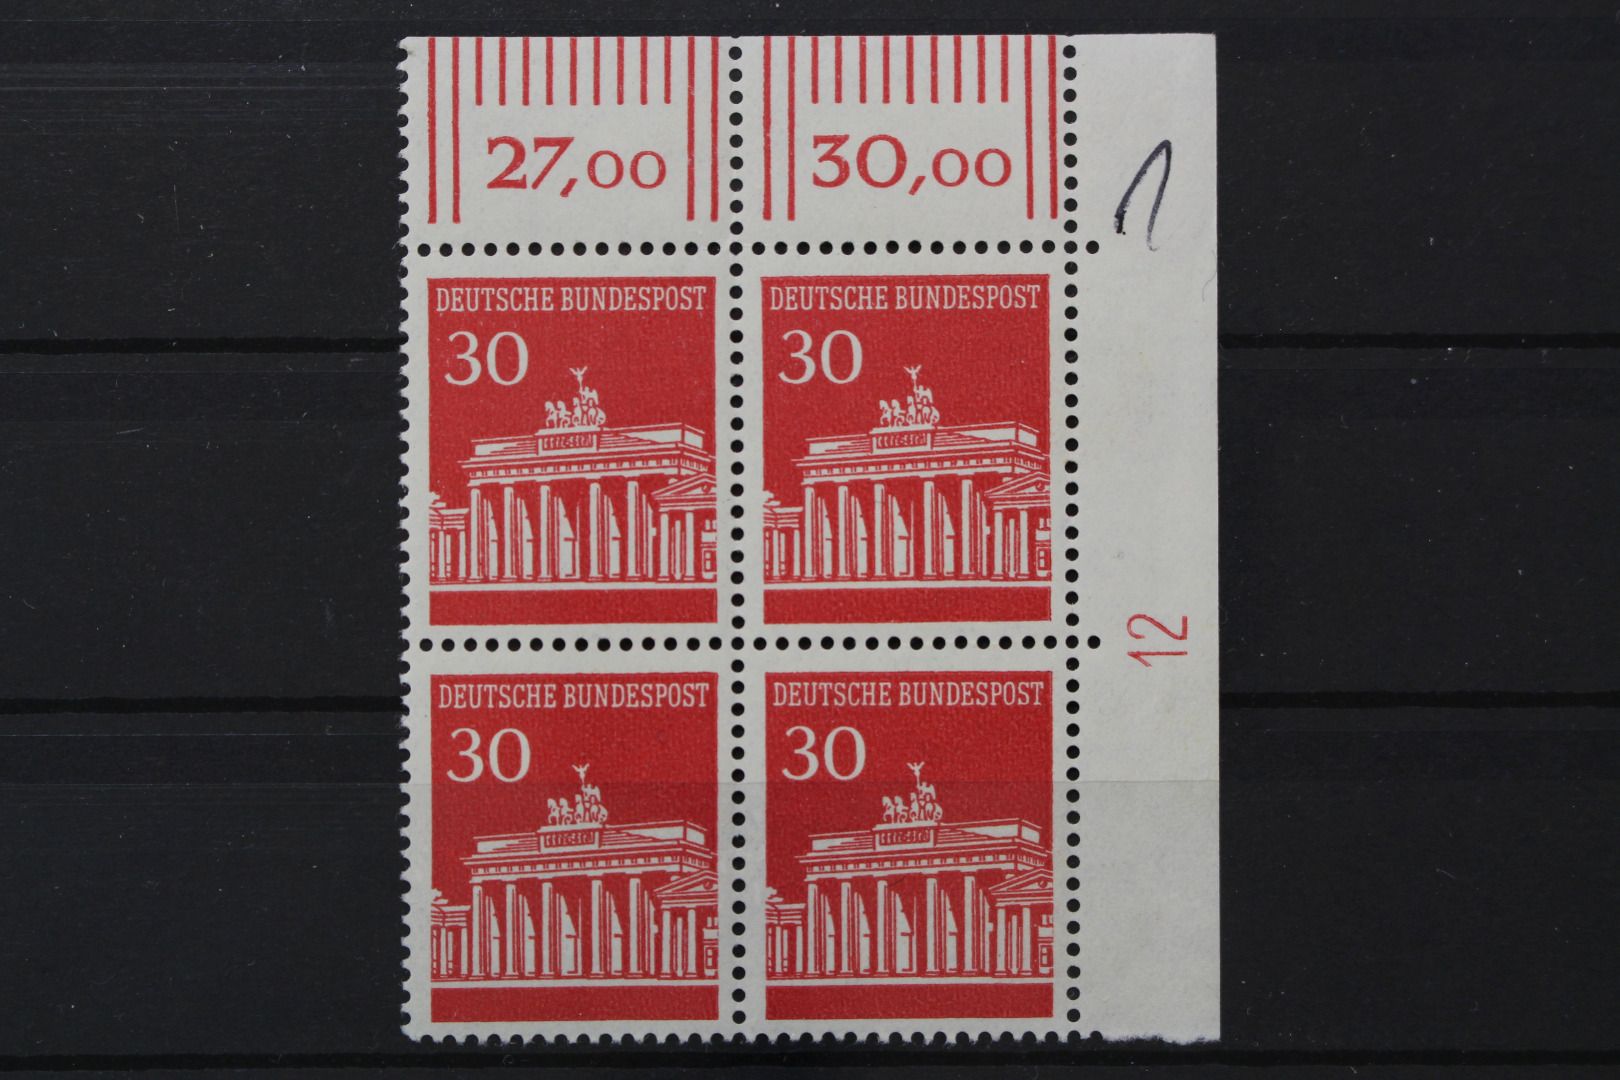 27,00 30,00
1
DEUTSCHE BUNDESPOST DEUTSCHE BUNDESPOST
30 30
12
DEUTSCHE BUNDESPOST DEUTSCHE BUNDESPOST
30 30